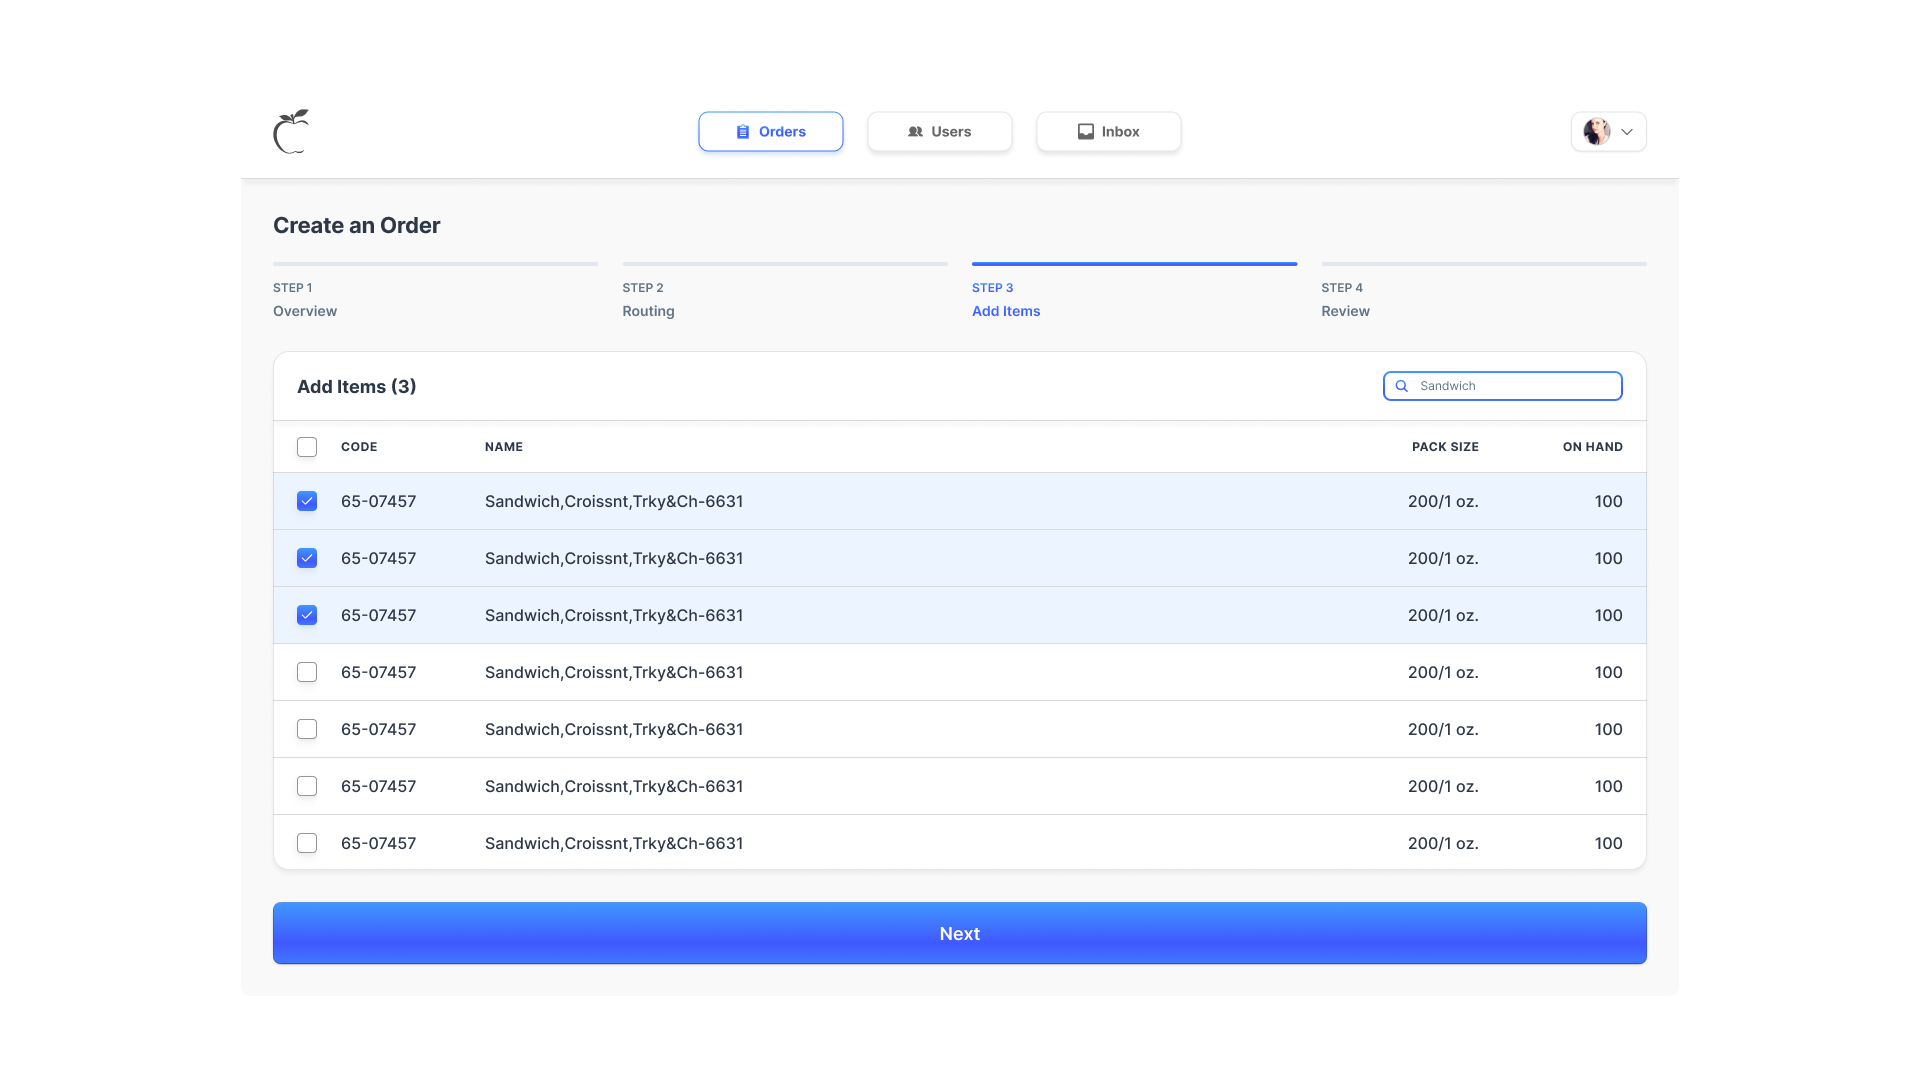 Orders
Users
Inbox
Create an Order
STEP 1
Overview
STEP 2
Routing
STEP 3
Add Items
STEP 4
Review
Add Items (3)
Sandwich
CODE NAME PACK SIZE ON HAND
65-07457 Sandwich,Croissnt,Trky&Ch-6631 200/1 oz. 100
65-07457 Sandwich,Croissnt,Trky&Ch-6631 200/1 oz. 100
65-07457 Sandwich,Croissnt,Trky&Ch-6631 200/1 oz. 100
65-07457 Sandwich,Croissnt,Trky&Ch-6631 200/1 oz. 100
65-07457 Sandwich,Croissnt,Trky&Ch-6631 200/1 oz. 100
65-07457 Sandwich,Croissnt,Trky&Ch-6631 200/1 oz. 100
65-07457 Sandwich,Croissnt,Trky&Ch-6631 200/1 oz. 100
Next